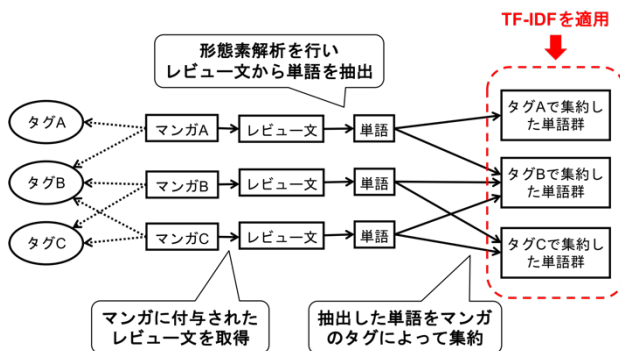 TF-IDFを適用
形態素解析を行い
レビュー文から単語を抽出
タグA
マンガA
レビュー文
単語
タグAで集約し
た単語群
タグB
マンガB
レビュー文
単語
タグBで集約し
た単語群
タグC
マンガC
レビュー文
単語
タグCで集約し
た単語群
マンガに付与された
レビュー文を取得
抽出した単語をマンガ
のタグによって集約